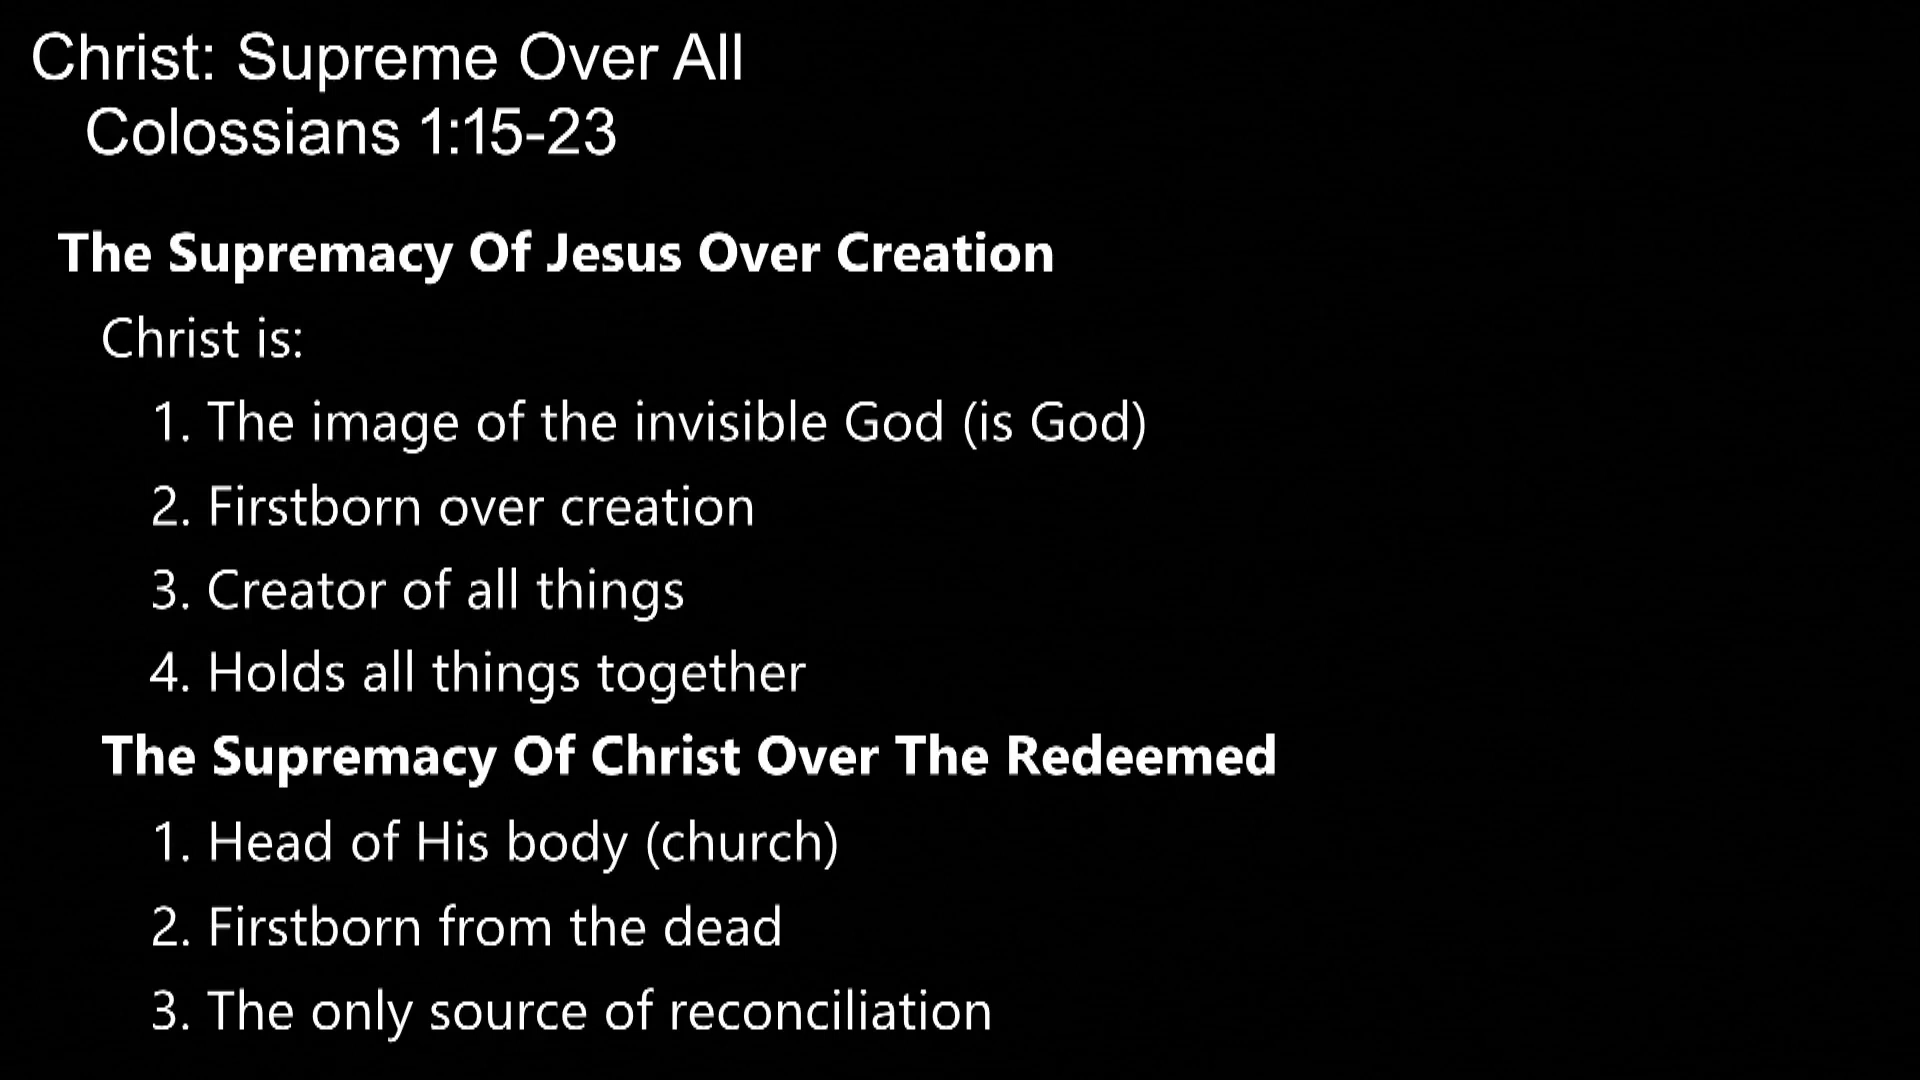 Christ: Supreme Over All
Colossians 1:15-23
The Supremacy Of Jesus Over Creation
Christ is:
1. The image of the invisible God (is God)
2. Firstborn over creation
3. Creator of all things
4. Holds all things together
The Supremacy Of Christ Over The Redeemed
1. Head of His body (church)
2. Firstborn from the dead
3. The only source of reconciliation